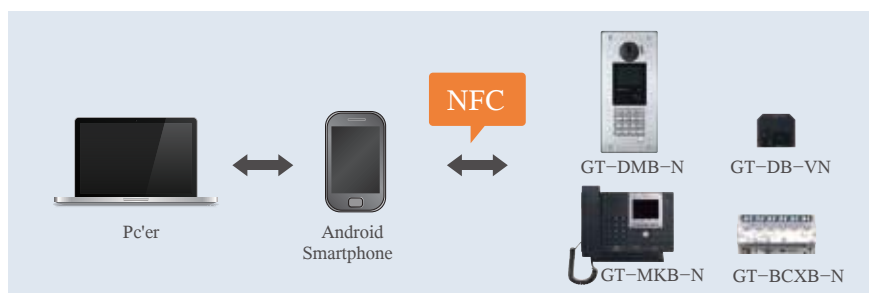 NFC
GT-DMB-N
GT-DB-VN
Pc'er
Android
Smartphone
GT-MKB-N
GT-BCXB-N